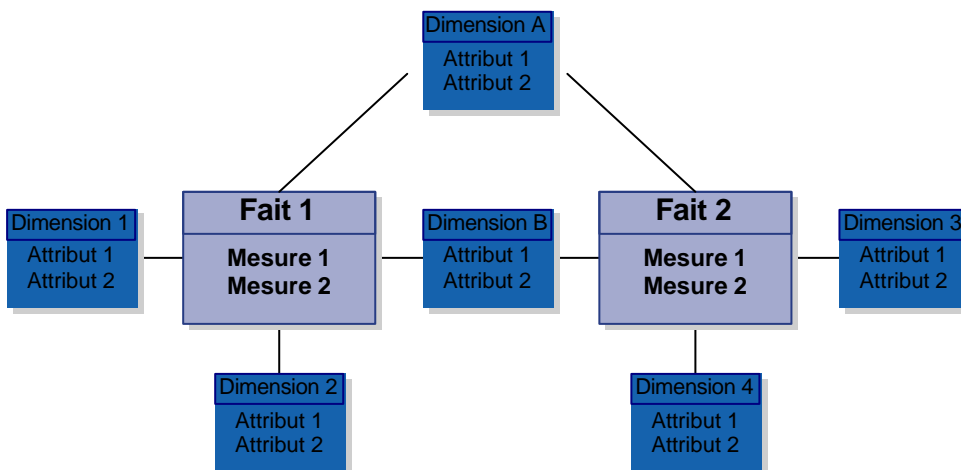 Dimension A
Attribut 1
Attribut 2
Dimension 1
Attribut 1
Attribut 2
Fait 1
Mesure 1
Mesure 2
Dimension B
Attribut 1
Attribut 2
Fait 2
Mesure 1
Mesure 2
Dimension 3
Attribut 1
Attribut 2
Dimension 2
Attribut 1
Attribut 2
Dimension 4
Attribut 1
Attribut 2